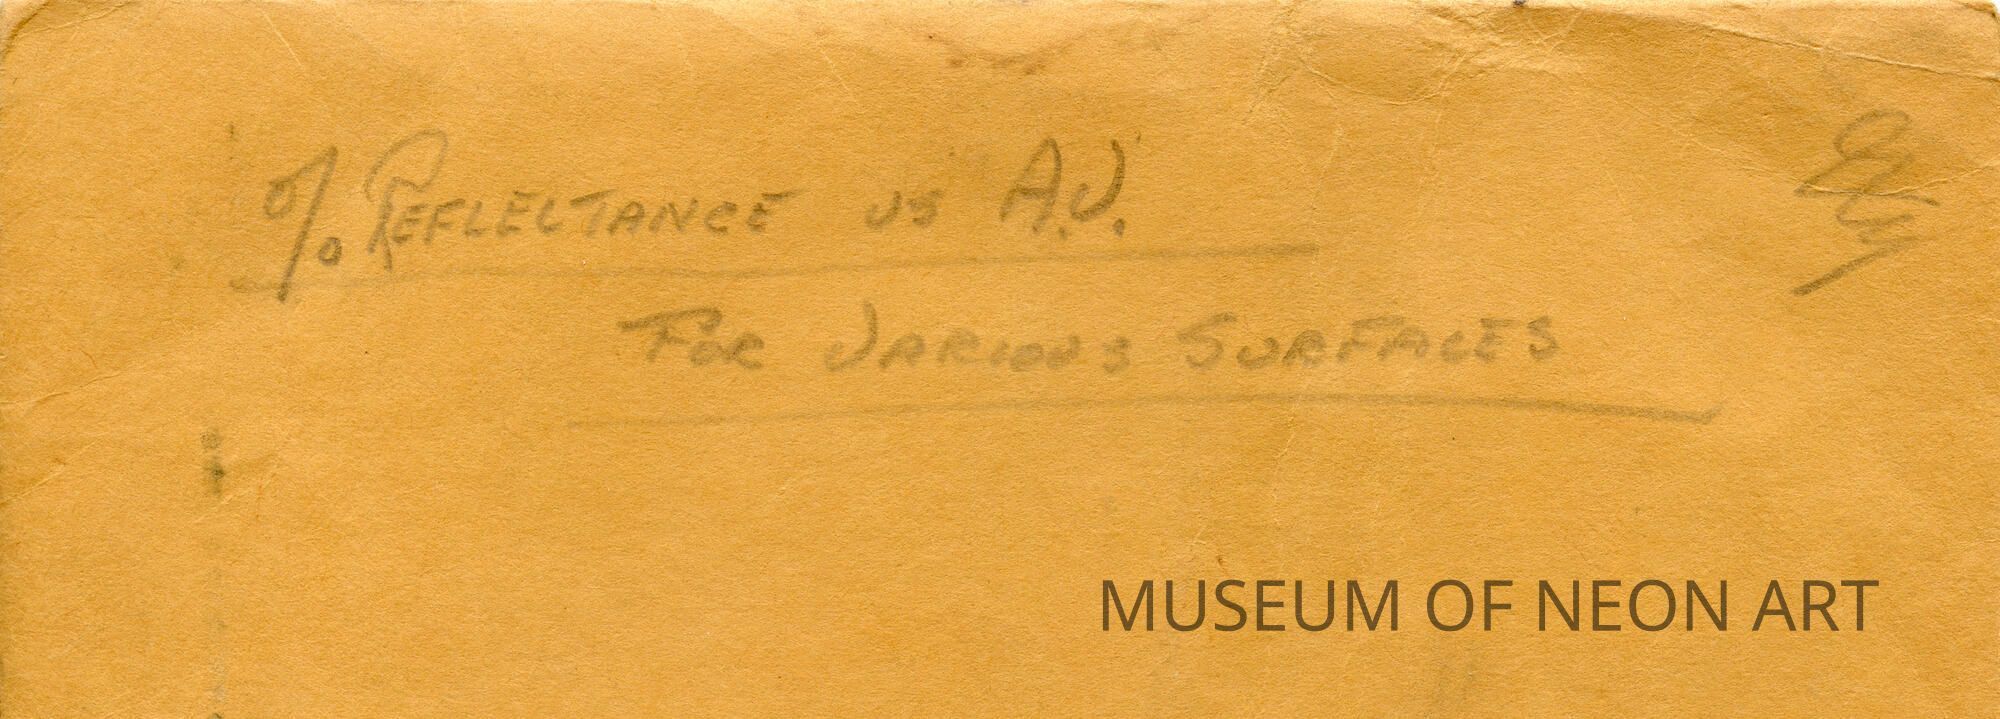 % REFLECTANCE VS A.V.
FOR VARIOUS SURFACES
MUSEUM OF NEON ART